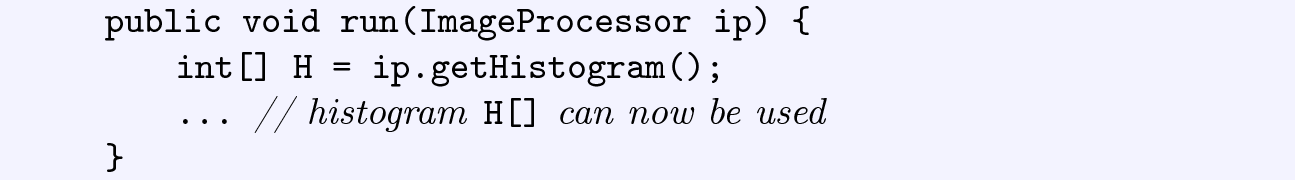 public void run(ImageProcessor ip) {
int[] H = ip.getHistogram();
... // histogram H[] can now be used
}